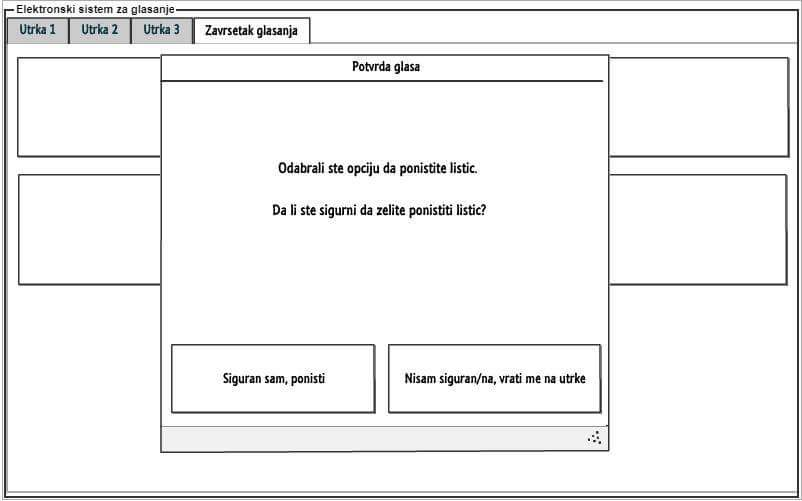 Elektronski sistem za glasanje
Utrka 1
Utrka 2
Utrka 3
Zavrsetak glasanja
Potvrda glasa
Odabrali ste opciju da ponistite listic.
Da li ste sigurni da zelite ponistiti listic?
Siguran sam, ponisti
Nisam siguran/na, vrati me na utrke